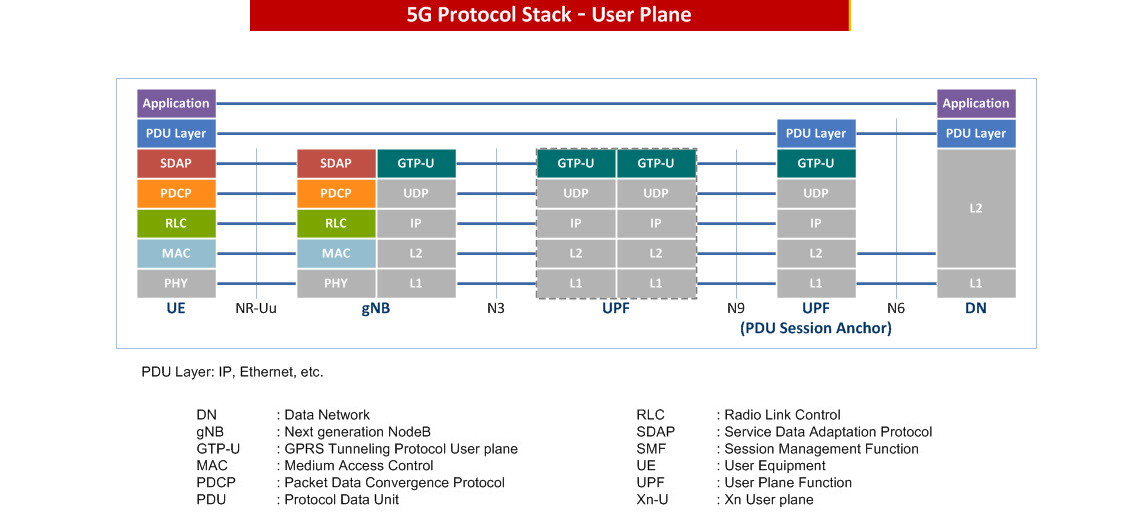 5G Protocol Stack - User Plane
Application Application
PDU Layer PDU Layer PDU Layer
SDAP SDAP GTP-U GTP-U GTP-U GTP-U
PDCP PDCP UDP UDP UDP UDP
L2
RLC RLC IP IP IP IP
MAC MAC L2 L2 L2 L2
PHY PHY L1 L1 L1 L1 L1
UE NR-Uu gNB N3 UPF N9 UPF N6 DN
(PDU Session Anchor)
PDU Layer: IP, Ethernet, etc.
DN : Data Network
gNB : Next generation NodeB
GTP-U : GPRS Tunneling Protocol User plane
MAC : Medium Access Control
PDCP : Packet Data Convergence Protocol
PDU : Protocol Data Unit
RLC : Radio Link Control
SDAP : Service Data Adaptation Protocol
SMF : Session Management Function
UE : User Equipment
UPF : User Plane Function
Xn-U : Xn User plane